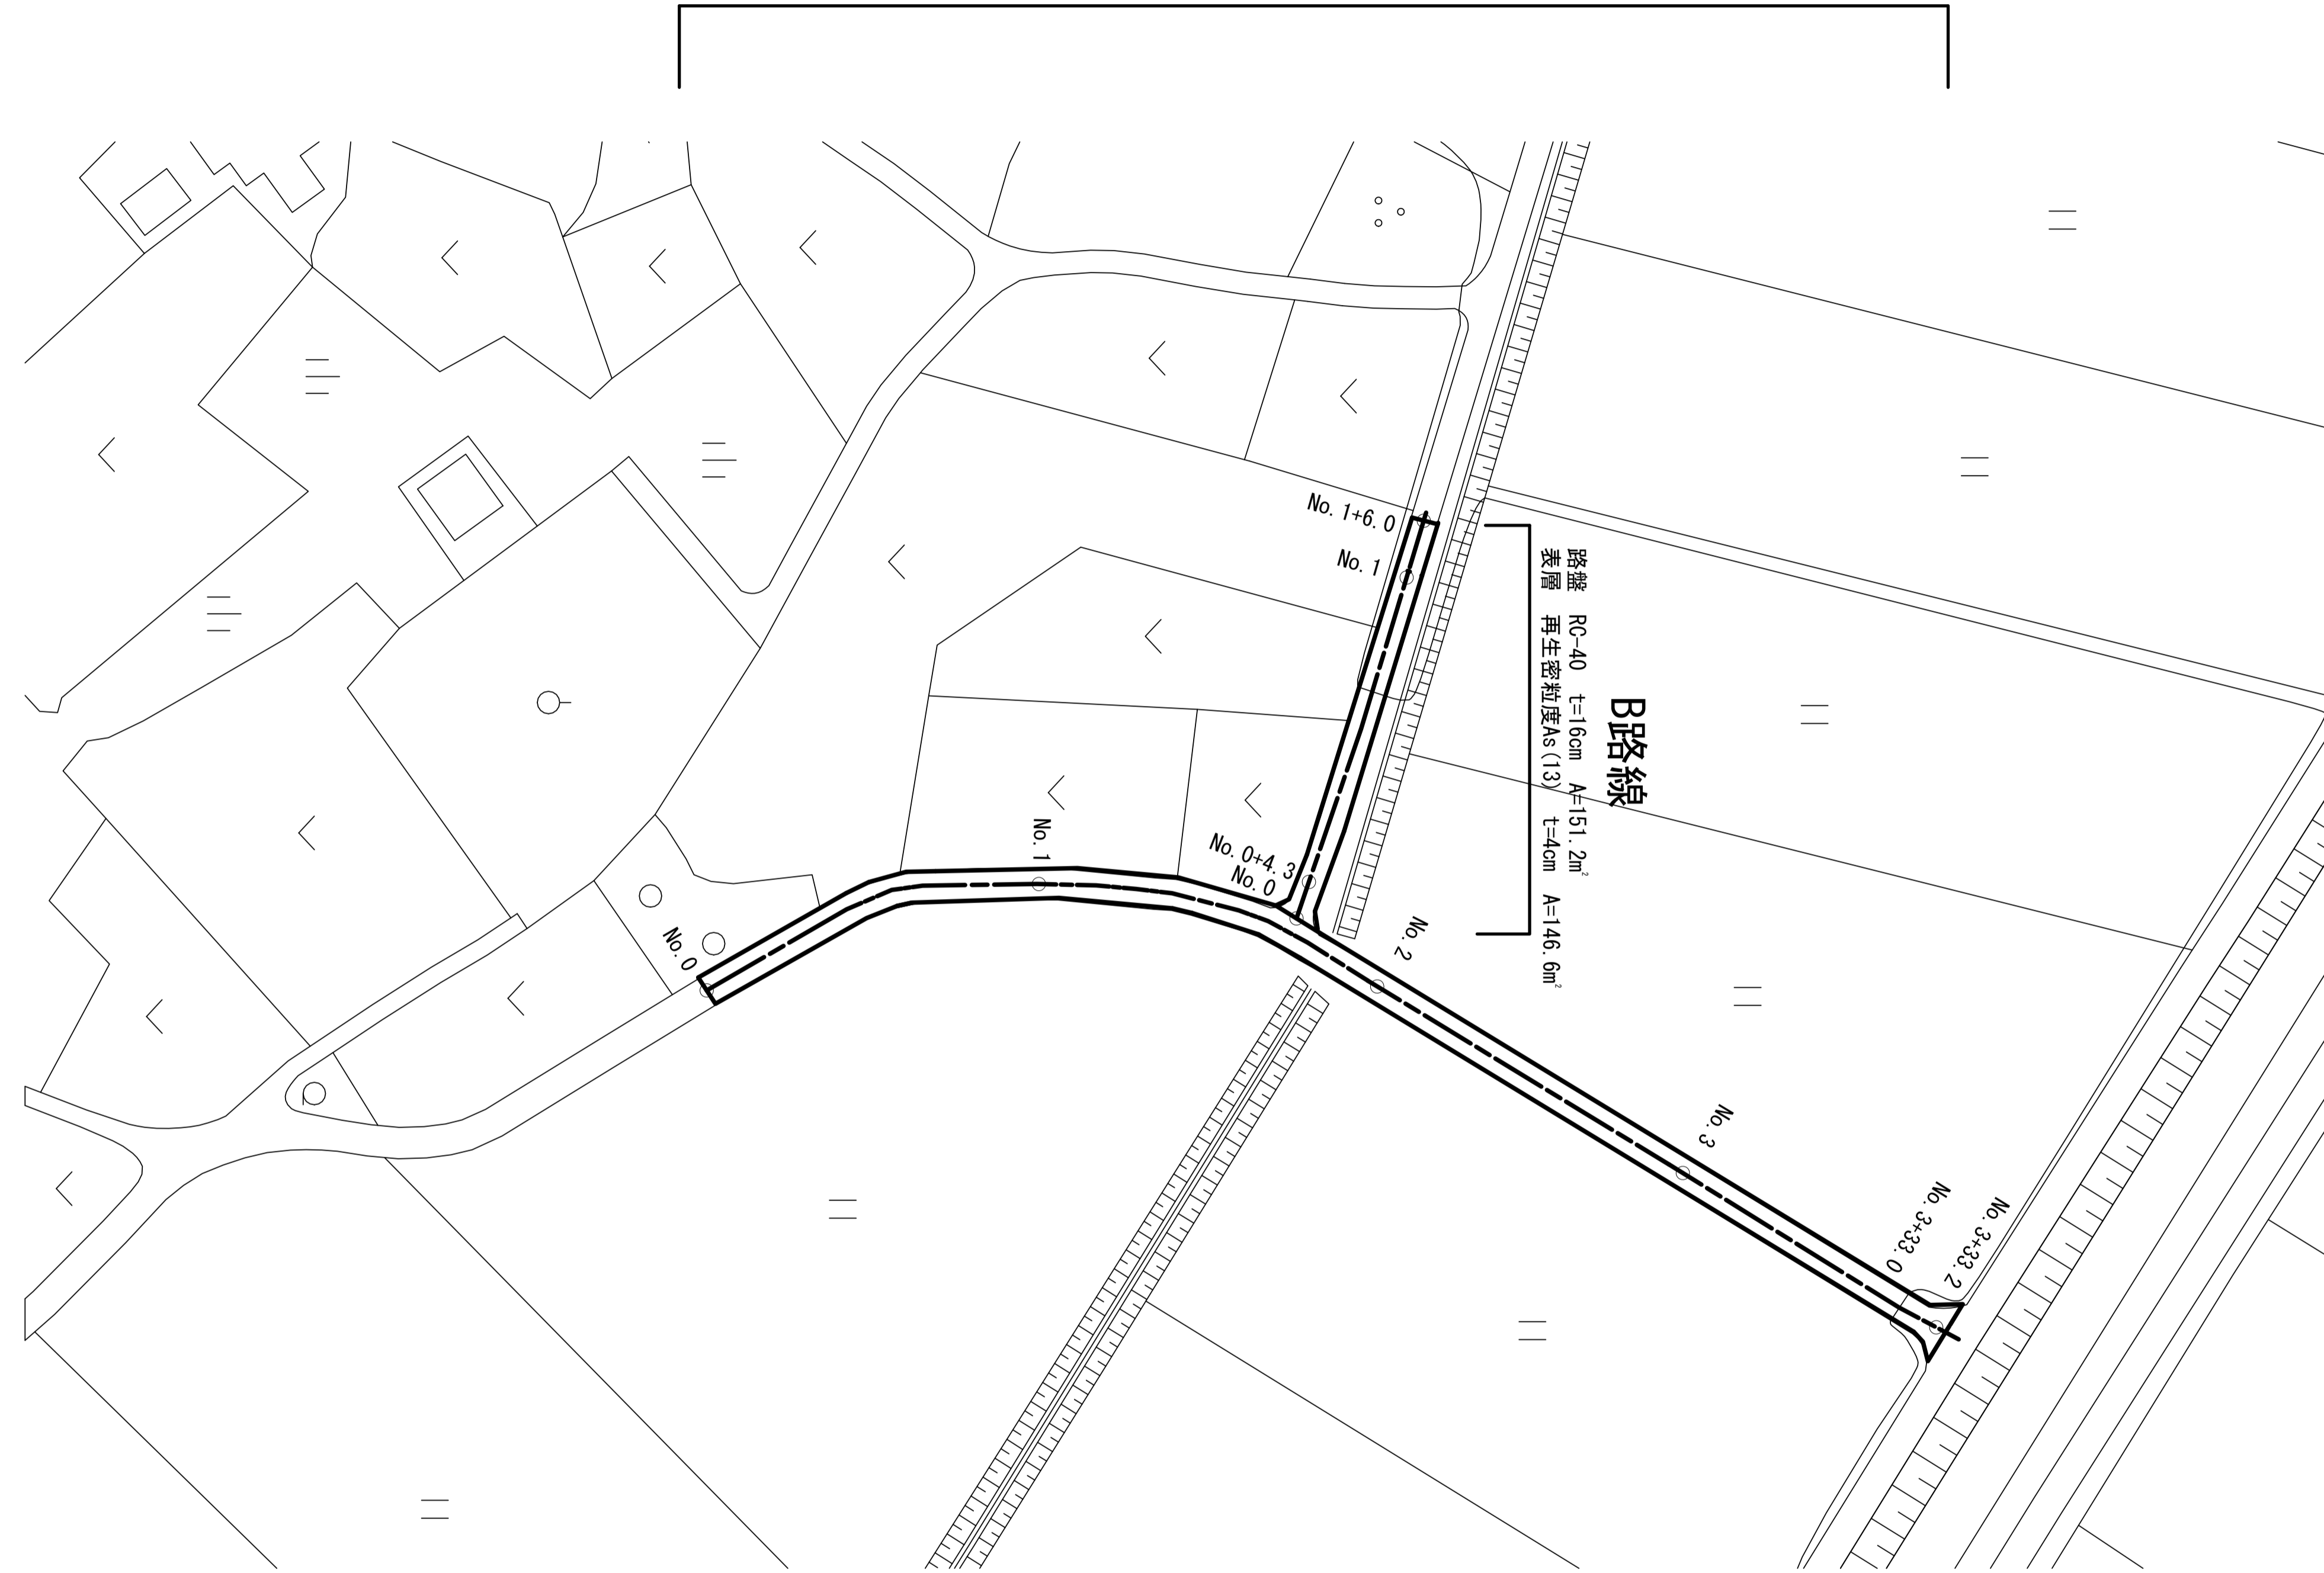 No. 1+6. 0
No. 1
B路線
路盤 RC-40 t=16cm A=151. 2m²
表層 再生密粒度As(13) t=4cm A=146. 6m²
No. 1
No. 0+4. 3
No. 0
No. 0
No. 2
No. 3
No. 3+33. 0
No. 3+33. 2